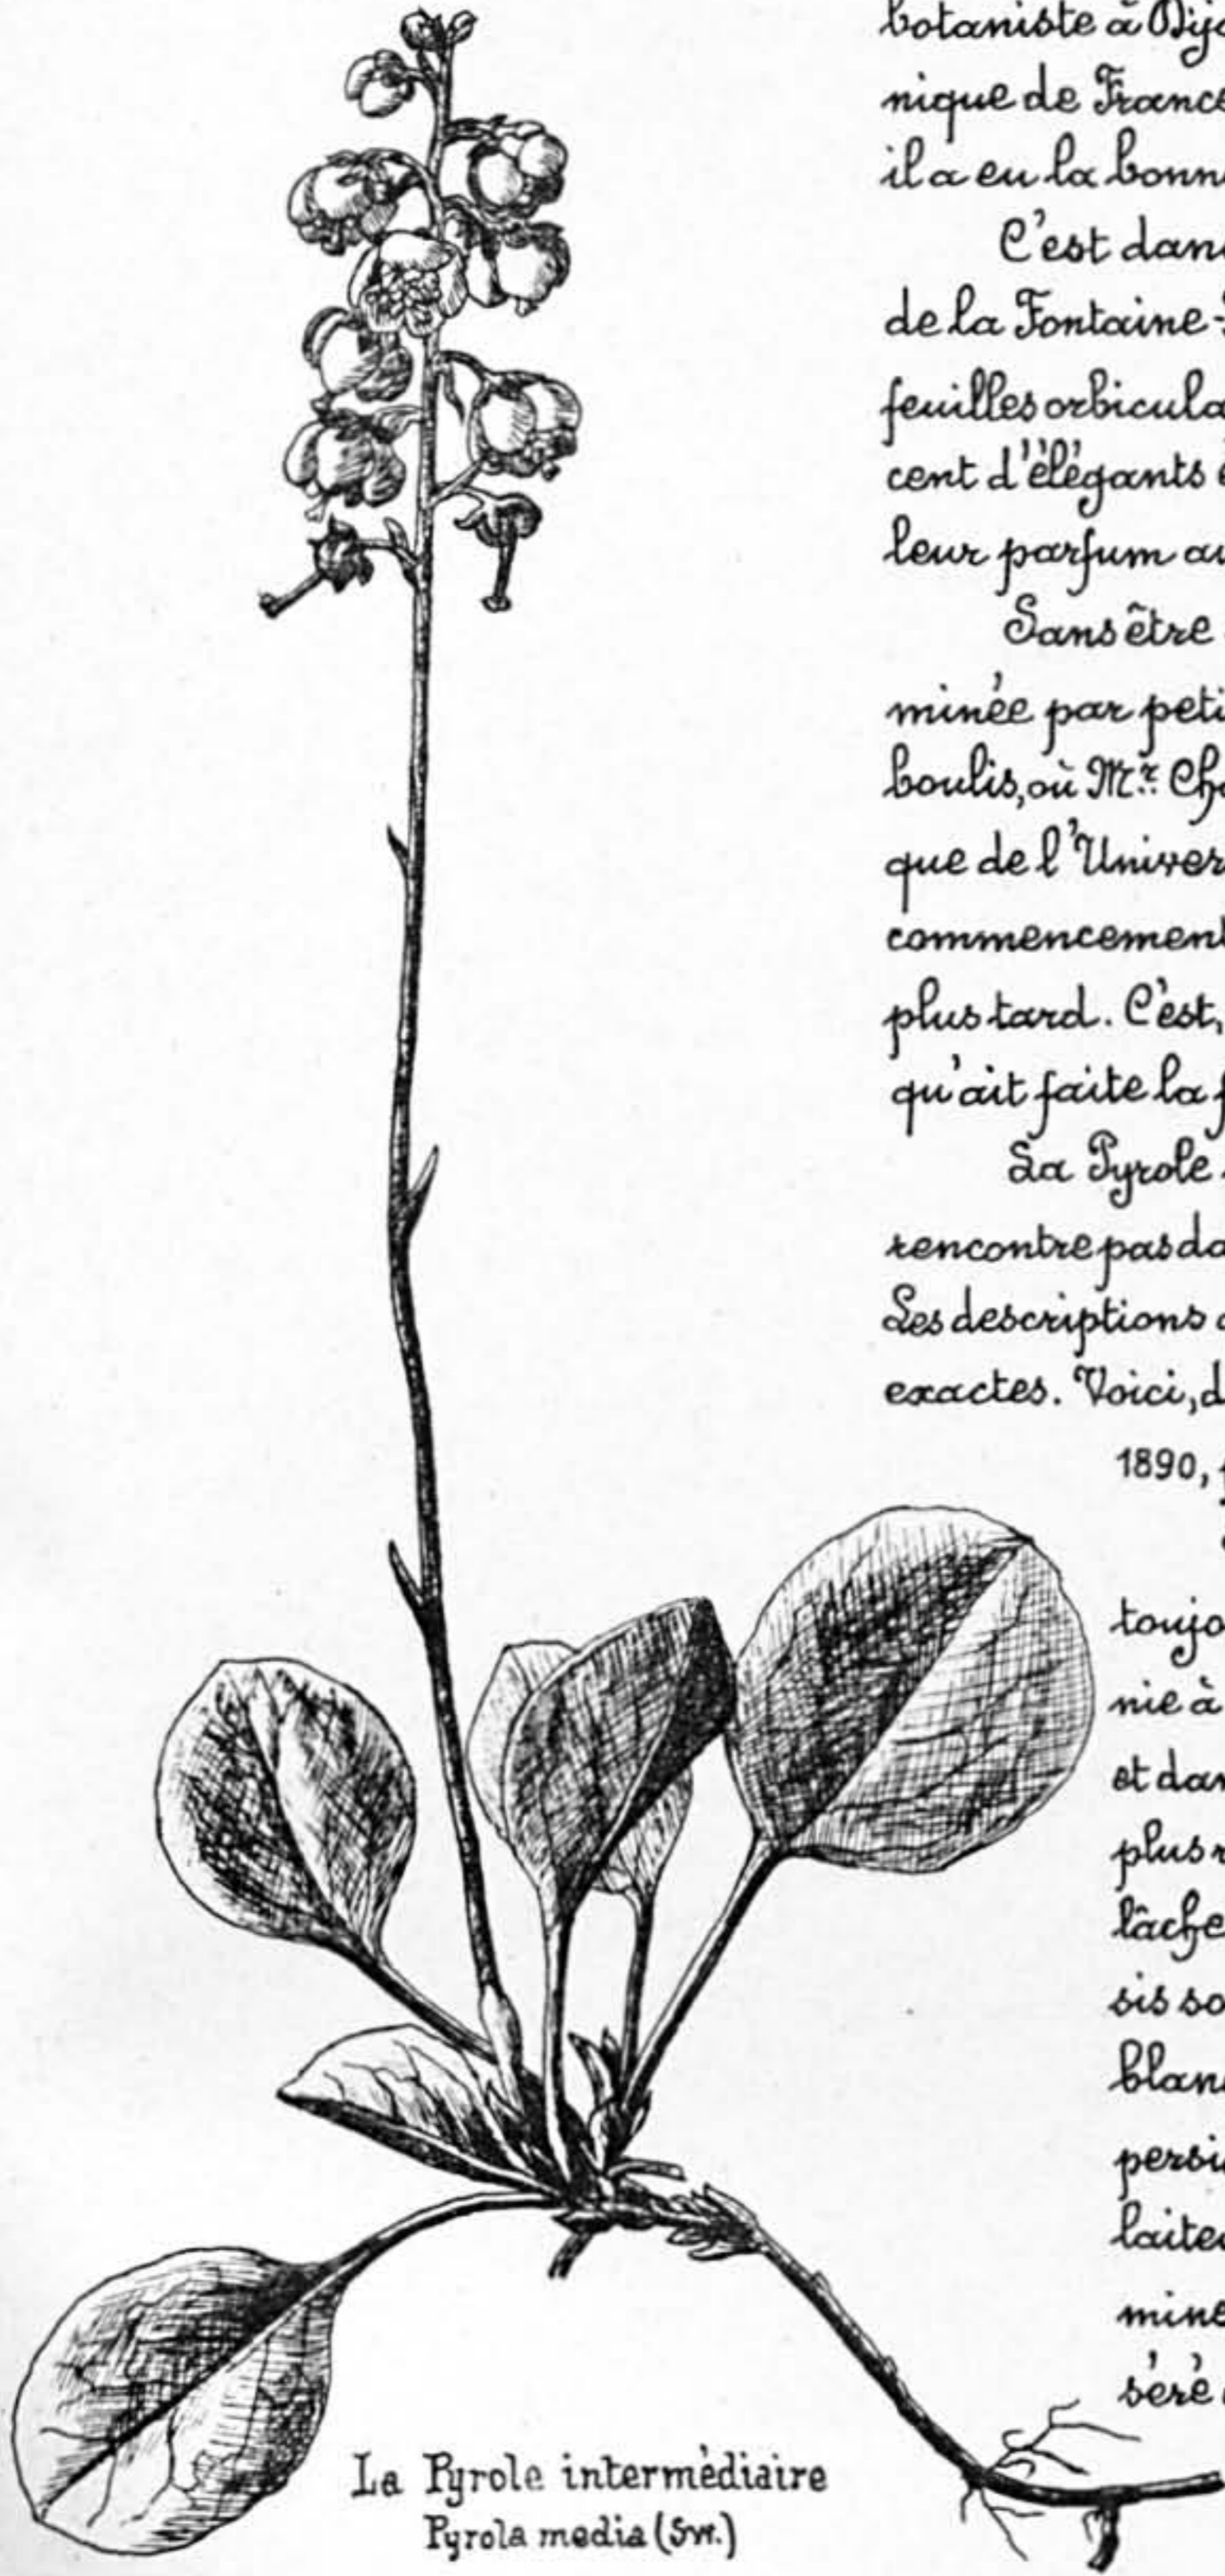 botaniste à Dijo
nique de France
il a eu la bonn
C'est dan
de la Fontaine-
feuilles orbicula
cent d'élégants
leur parfum au
Sans être
minée par peti
boulis, où Mr. Cha
que de l'Univer
commencement
plus tard. C'est,
qu'ait faite la f
La Pyrole
rencontre pas da
Les descriptions
exactes. Voici, d
1890,
toujo
nie à
et dan
plus r
lâche
sis so
blan
persi
laite
mine
séré
La Pyrole intermédiaire
Pyrola media (Sw.)